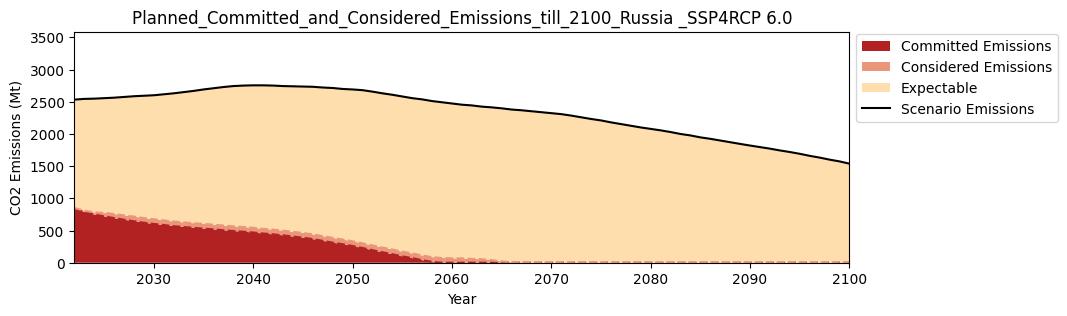 Planned_Committed_and_Considered_Emissions_till_2100_Russia _SSP4RCP 6.0
CO2 Emissions (Mt)
3500
3000
2500
2000
1500
1000
500
0
2030 2040 2050 2060 2070 2080 2090 2100
Year
Committed Emissions
Considered Emissions
Expectable
Scenario Emissions